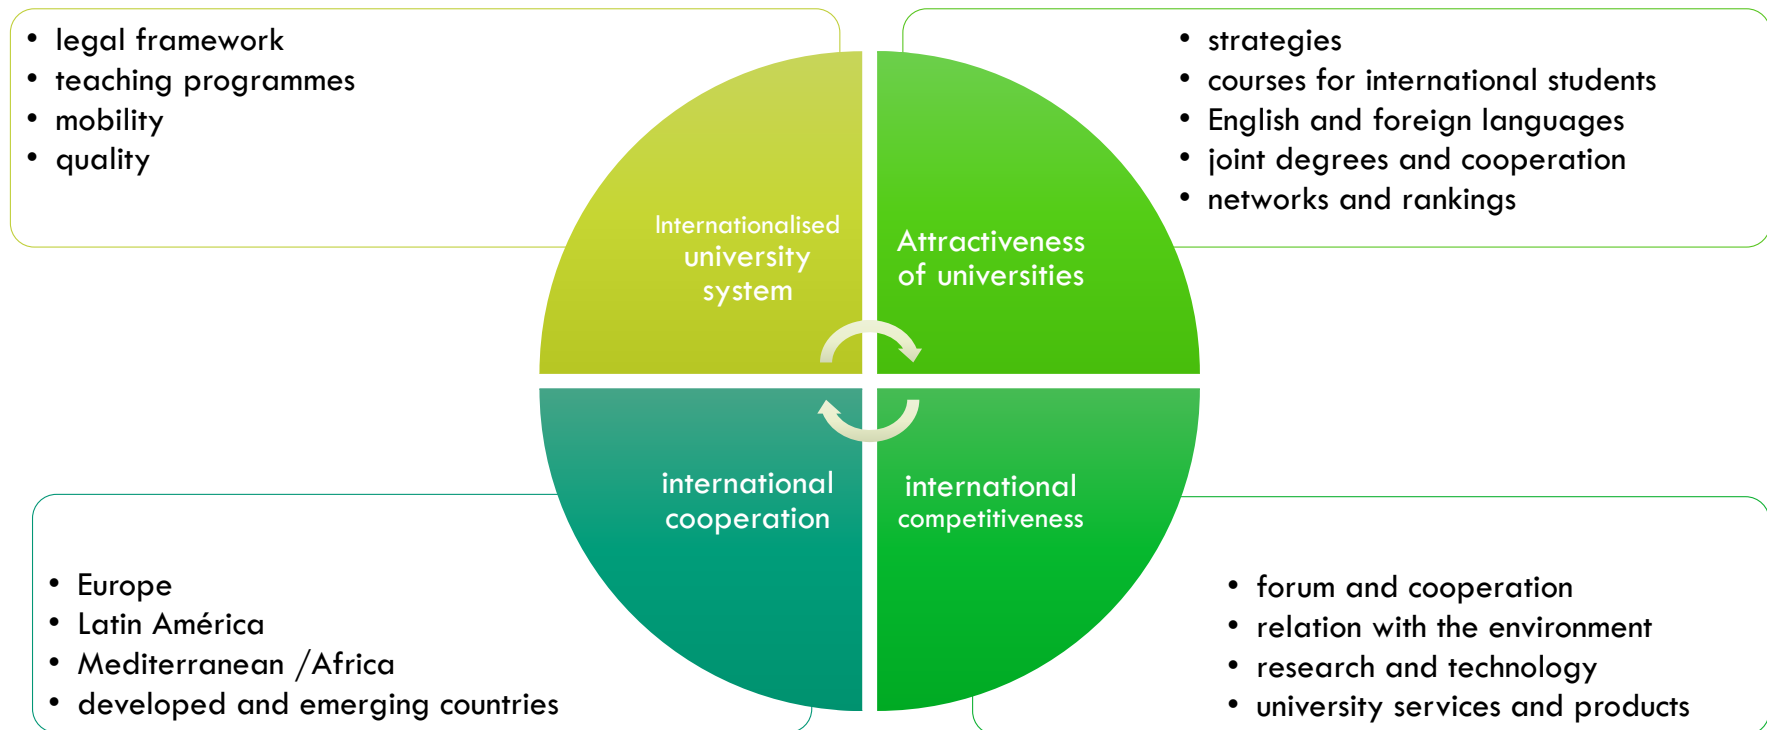 • legal framework
• teaching programmes
• mobility
• quality
• strategies
• courses for international students
• English and foreign languages
• joint degrees and cooperation
• networks and rankings
Internationalised
university
system
Attractiveness
of universities
international
cooperation
international
competitiveness
• Europe
• Latin América
• Mediterranean /Africa
• developed and emerging countries
• forum and cooperation
• relation with the environment
• research and technology
• university services and products